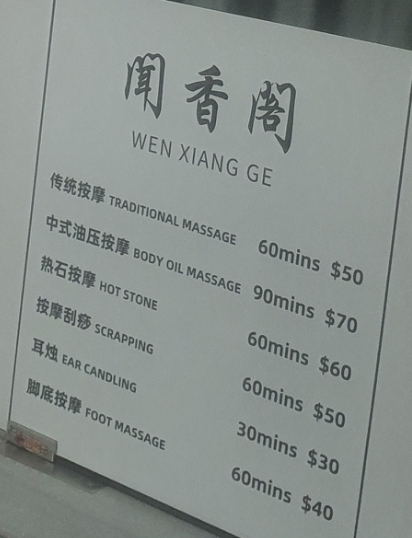 聞香阁
WEN XIANG GE
传统按摩 TRADITIONAL MASSAGE 60mins $50
中式油压按摩 BODY OIL MASSAGE 90mins $70
热石按摩 HOT STONE 60mins $60
按摩刮痧 SCRAPPING 60mins $50
耳烛 EAR CANDLING 30mins $30
脚底按摩 FOOT MASSAGE 60mins $40